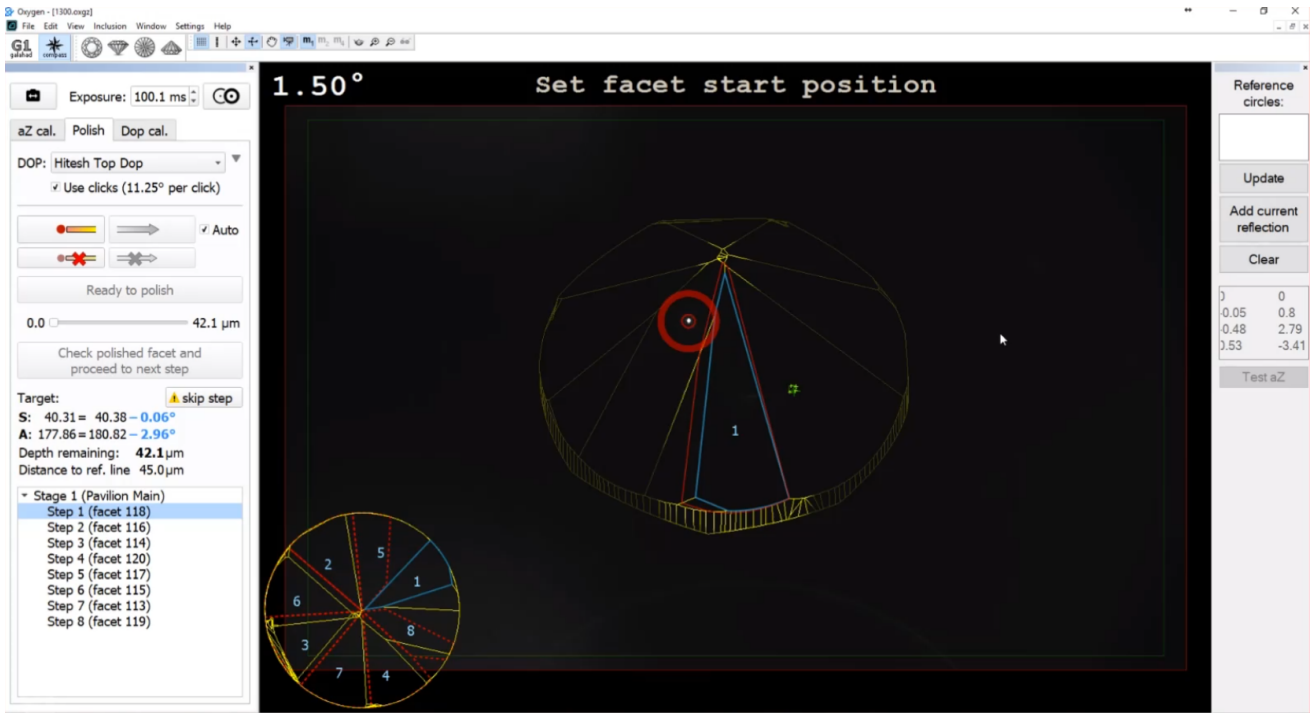 Oxygen - [1300.oxgz]
File Edit View Inclusion Window Settings Help
G1
galahad
compass
Exposure: 100.1 ms
aZ cal. Polish Dop cal.
DOP: Hitesh Top Dop
Use clicks (11.25° per click)
Auto
Ready to polish
0.0 42.1 μm
Check polished facet and
proceed to next step
Target: skip step
S: 40.31 = 40.38 – 0.06°
A: 177.86 = 180.82 – 2.96°
Depth remaining: 42.1 μm
Distance to ref. line 45.0 μm
Stage 1 (Pavilion Main)
Step 1 (facet 118)
Step 2 (facet 116)
Step 3 (facet 114)
Step 4 (facet 120)
Step 5 (facet 117)
Step 6 (facet 115)
Step 7 (facet 113)
Step 8 (facet 119)
1.50° Set facet start position
1
5
2
1
6
8
3
7
4
Reference
circles:
Update
Add current
reflection
Clear
0
-0.05 0.8
-0.48 2.79
0.53 -3.41
Test aZ